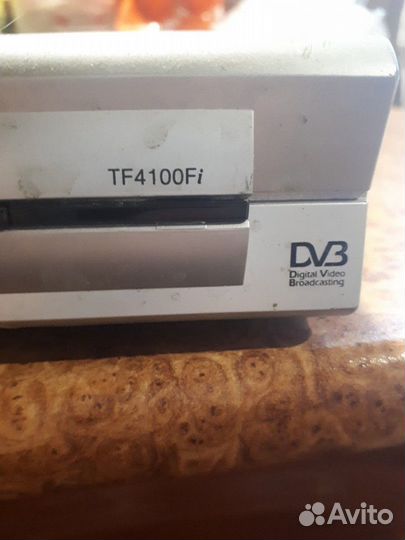 TF4100Fi
DVB
Digital Video
Broadcasting
Avito